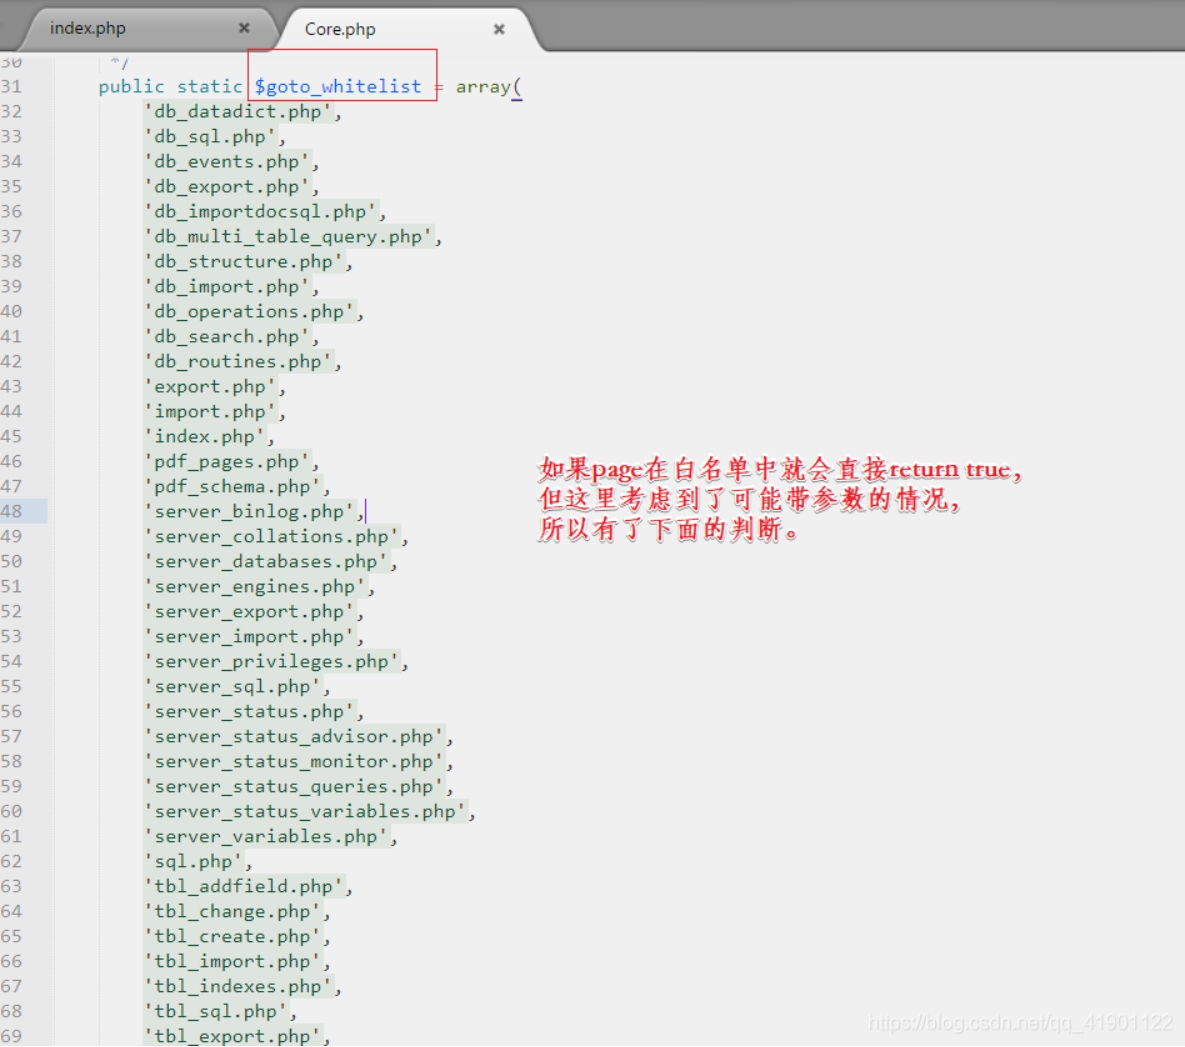 index.php × Core.php ×
30 */
31 public static $goto_whitelist = array(
32 'db_datadict.php',
33 'db_sql.php',
34 'db_events.php',
35 'db_export.php',
36 'db_importdocsql.php',
37 'db_multi_table_query.php',
38 'db_structure.php',
39 'db_import.php',
40 'db_operations.php',
41 'db_search.php',
42 'db_routines.php',
43 'export.php',
44 'import.php',
45 'index.php',
46 'pdf_pages.php',
47 'pdf_schema.php',
48 'server_binlog.php',
49 'server_collations.php',
50 'server_databases.php',
51 'server_engines.php',
52 'server_export.php',
53 'server_import.php',
54 'server_privileges.php',
55 'server_sql.php',
56 'server_status.php',
57 'server_status_advisor.php',
58 'server_status_monitor.php',
59 'server_status_queries.php',
60 'server_status_variables.php',
61 'server_variables.php',
62 'sql.php',
63 'tbl_addfield.php',
64 'tbl_change.php',
65 'tbl_create.php',
66 'tbl_import.php',
67 'tbl_indexes.php',
68 'tbl_sql.php',
69 'tbl_export.php',
如果page在白名单中就会直接return true，
但这里考虑到了可能带参数的情况，
所以有了下面的判断。
https://blog.csdn.net/qq_41901122